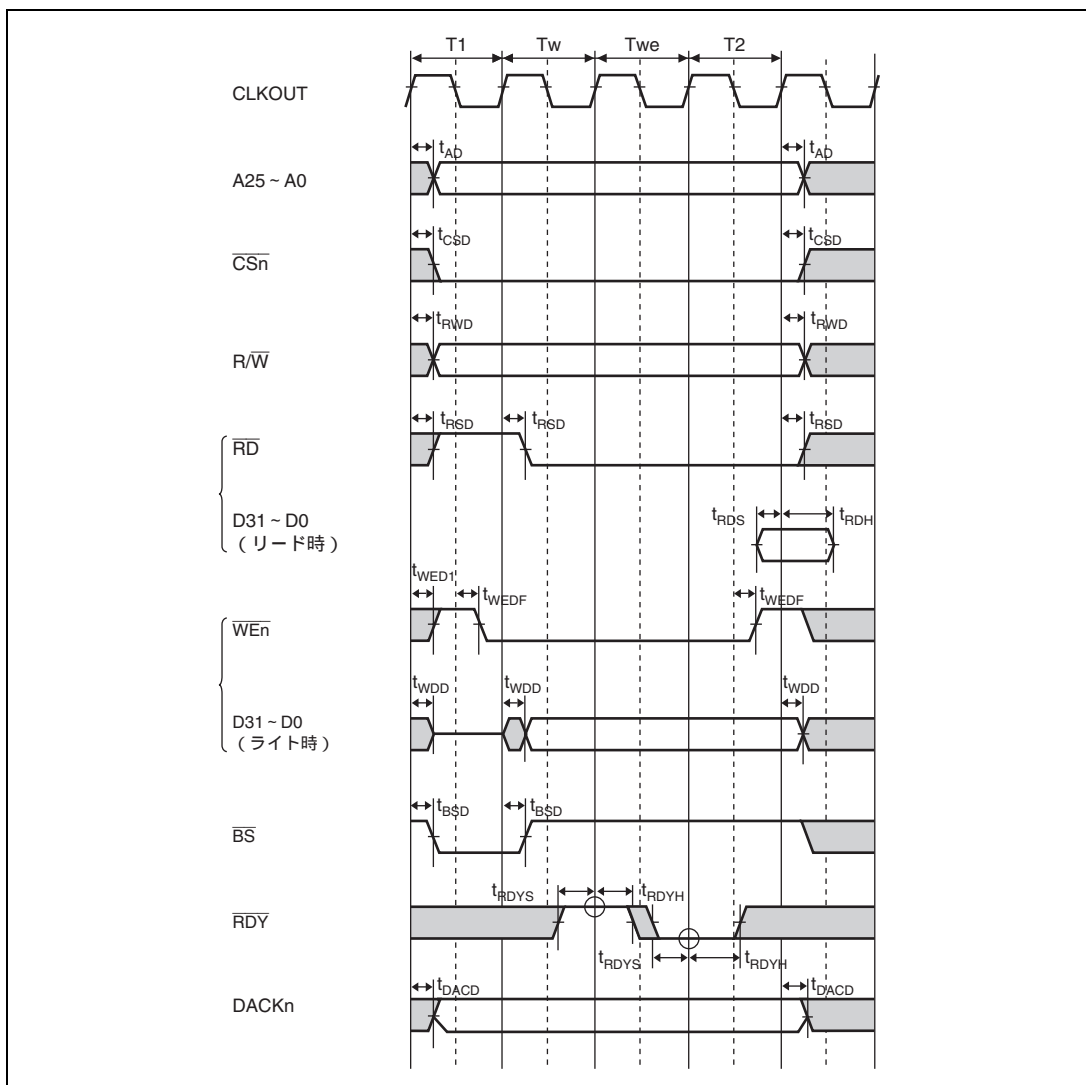 T1 Tw Twe T2
CLKOUT
tAD tAD
A25 ~ A0
tCSD tCSD
CSn
tRWD tRWD
R/W
tRSD tRSD tRSD
RD
tRDS tRDH
D31 ~ D0
(リード時)
tWED1
tWEDF tWEDF
WEn
tWDD tWDD tWDD
D31 ~ D0
(ライト時)
tBSD tBSD
BS
tRDYS tRDYH
RDY
tRDYS tRDYH
tDACD tDACD
DACKn